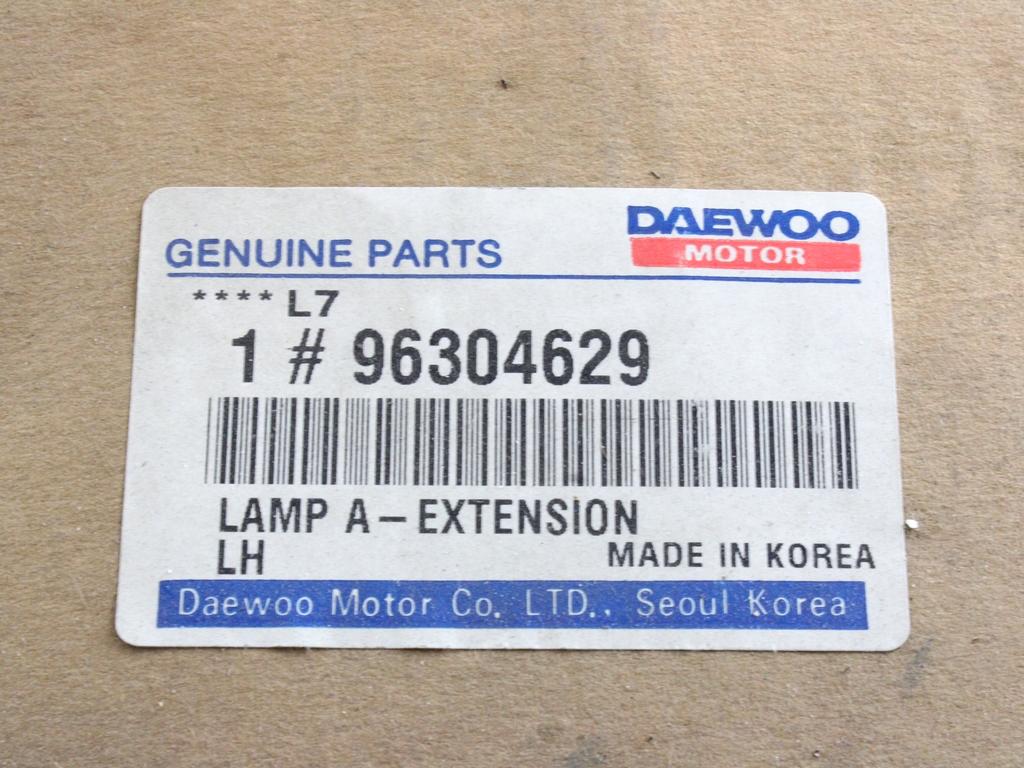 DAEWOO
GENUINE PARTS MOTOR
**** L7
1 # 96304629
LAMP A-EXTENSION
LH MADE IN KOREA
Daewoo Motor Co. LTD., Seoul Korea